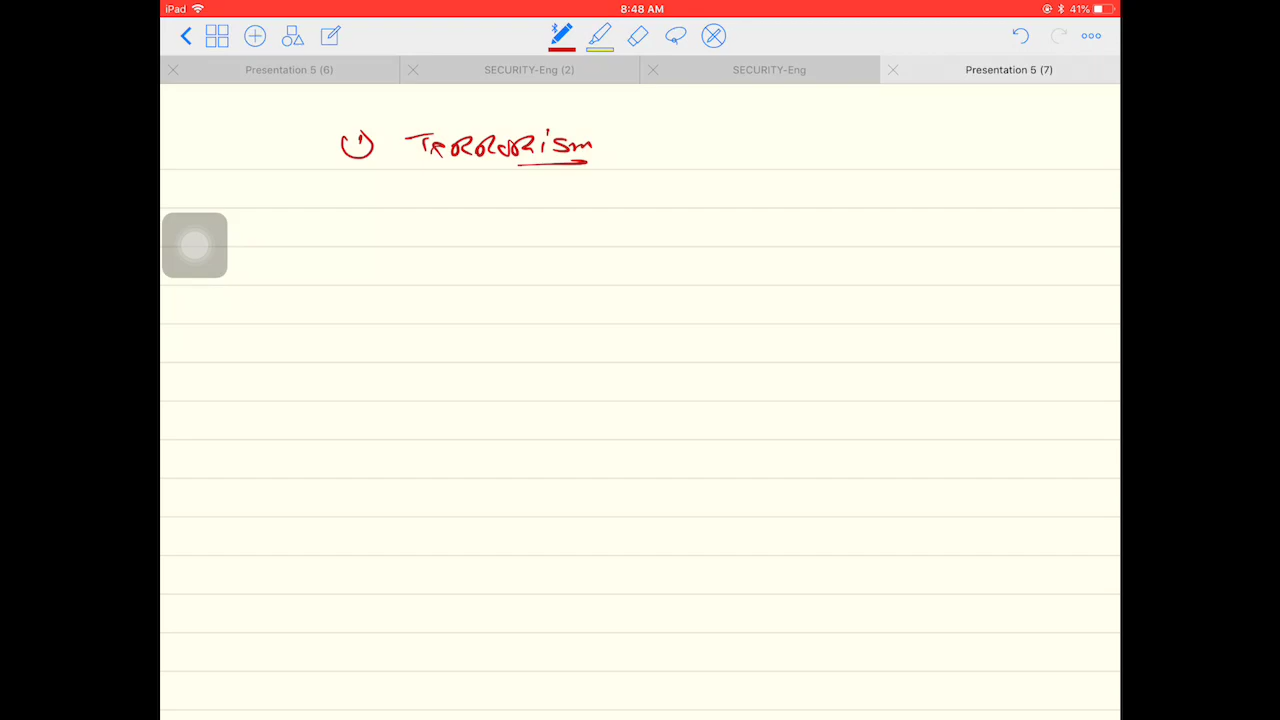 iPad 8:48 AM 41%
Presentation 5 (6) SECURITY-Eng (2) SECURITY-Eng Presentation 5 (7)
1) TERRORism